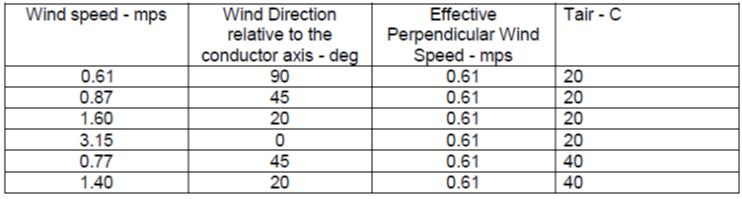 Wind speed - mps Wind Direction relative to the conductor axis - deg Effective Perpendicular Wind Speed - mps Tair - C
0.61 90 0.61 20
0.87 45 0.61 20
1.60 20 0.61 20
3.15 0 0.61 20
0.77 45 0.61 40
1.40 20 0.61 40